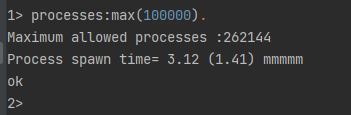 1> processes:max(100000).
Maximum allowed processes :262144
Process spawn time= 3.12 (1.41) mmmmm
ok
2>